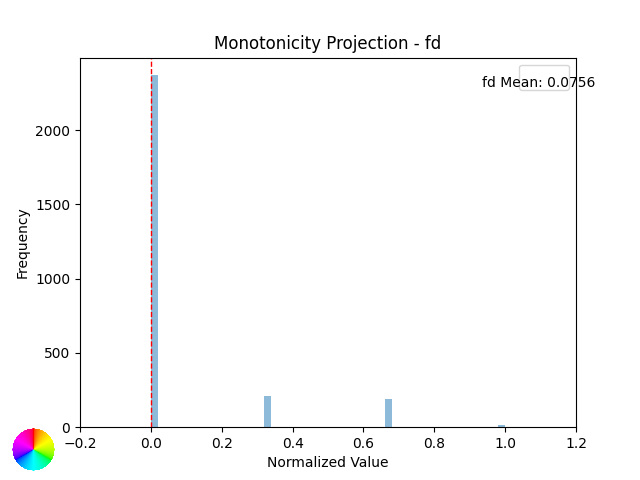 Monotonicity Projection - fd
fd Mean: 0.0756
Frequency
2000
1500
1000
500
0
−0.2 0.0 0.2 0.4 0.6 0.8 1.0 1.2
Normalized Value